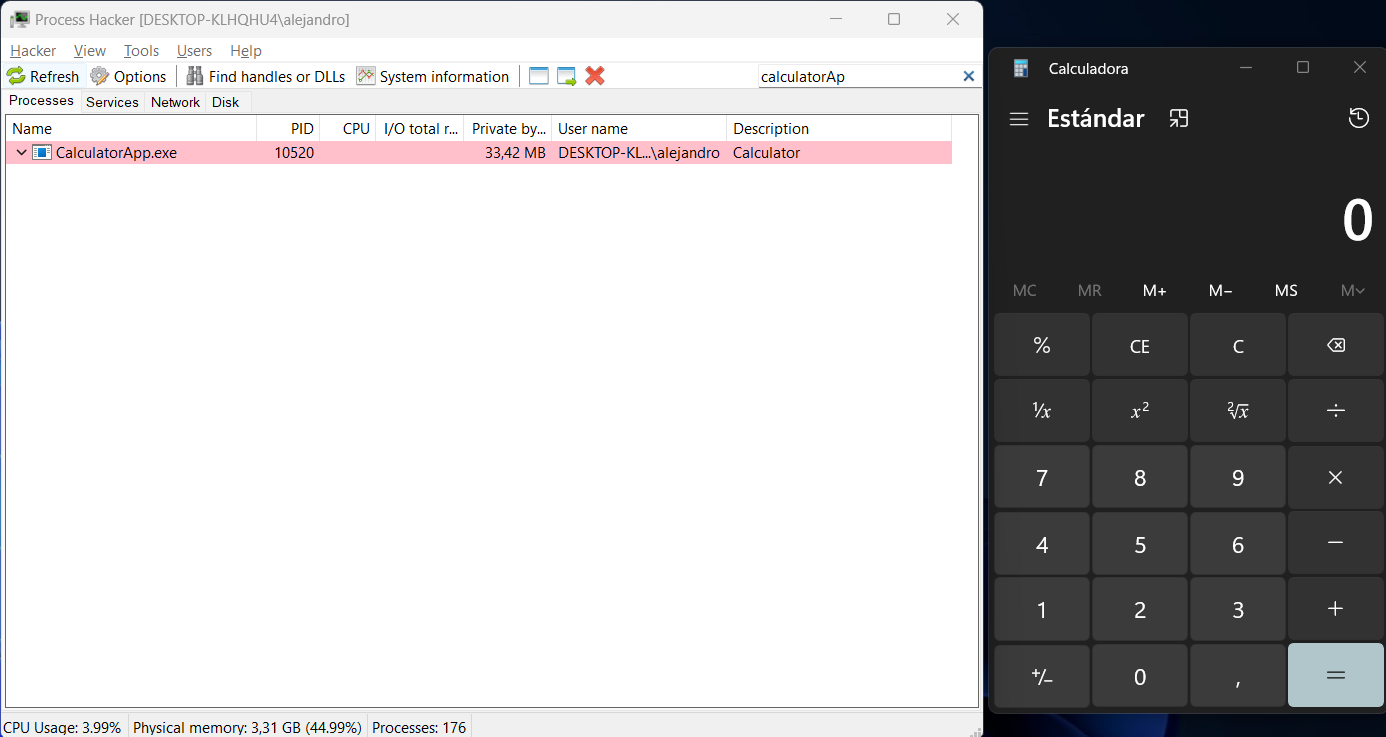 Process Hacker [DESKTOP-KLHQHU4\alejandro]
Hacker View Tools Users Help
Refresh Options Find handles or DLLs System information calculatorAp
Processes Services Network Disk
Name PID CPU I/O total r... Private by... User name Description
CalculatorApp.exe 10520 33,42 MB DESKTOP-KL...\alejandro Calculator
CPU Usage: 3.99% Physical memory: 3,31 GB (44.99%) Processes: 176
Calculadora
Estándar
0
MC MR M+ M− MS M
% CE C
¹/x x² ²√x ÷
7 8 9 ×
4 5 6 −
1 2 3 +
+/− 0 , =